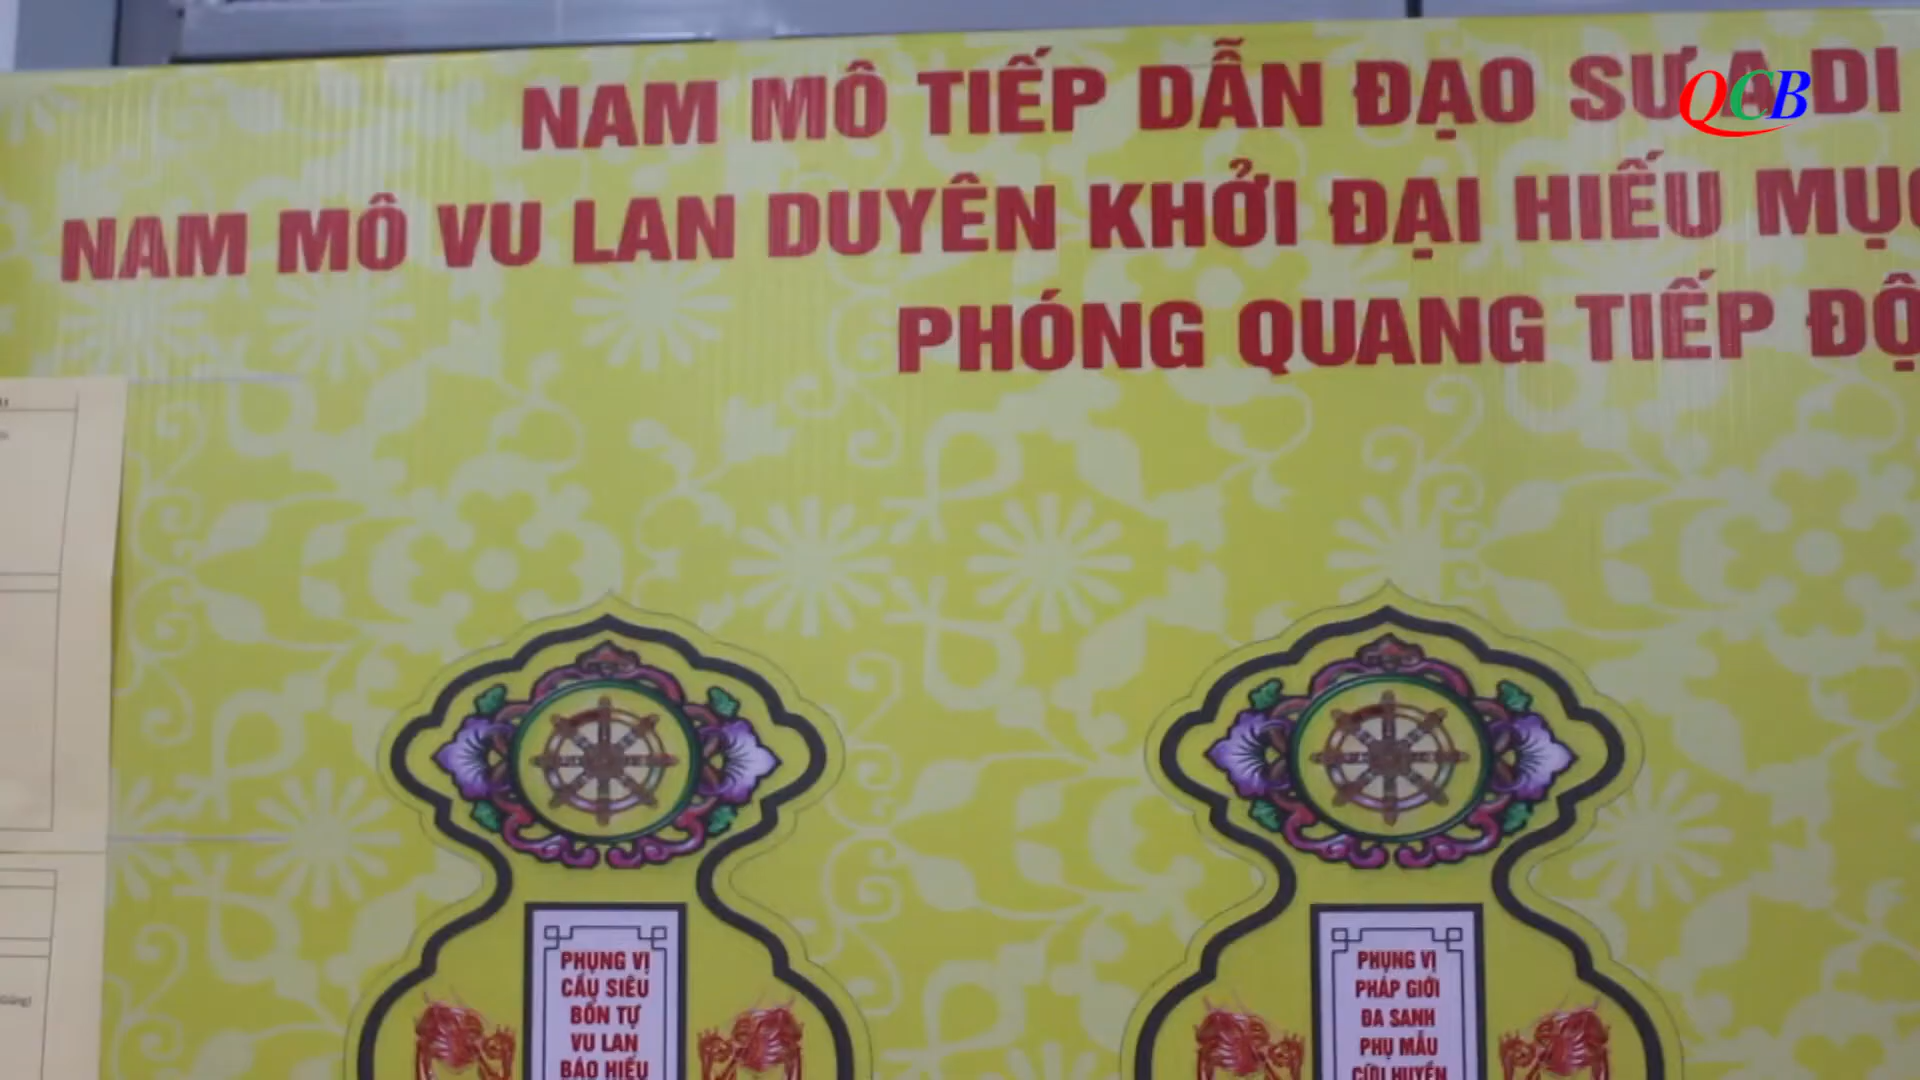 NAM MÔ TIẾP DẪN ĐẠO SƯ A DI
QCB
NAM MÔ VU LAN DUYÊN KHỞI ĐẠI HIẾU MỤC
PHÓNG QUANG TIẾP ĐỘ
PHỤNG VỊ
CẦU SIÊU
BỔN TỰ
VU LAN
BÁO HIẾU
PHỤNG VỊ
PHÁP GIỚI
ĐA SANH
PHỤ MẪU
CỬU HUYỀN